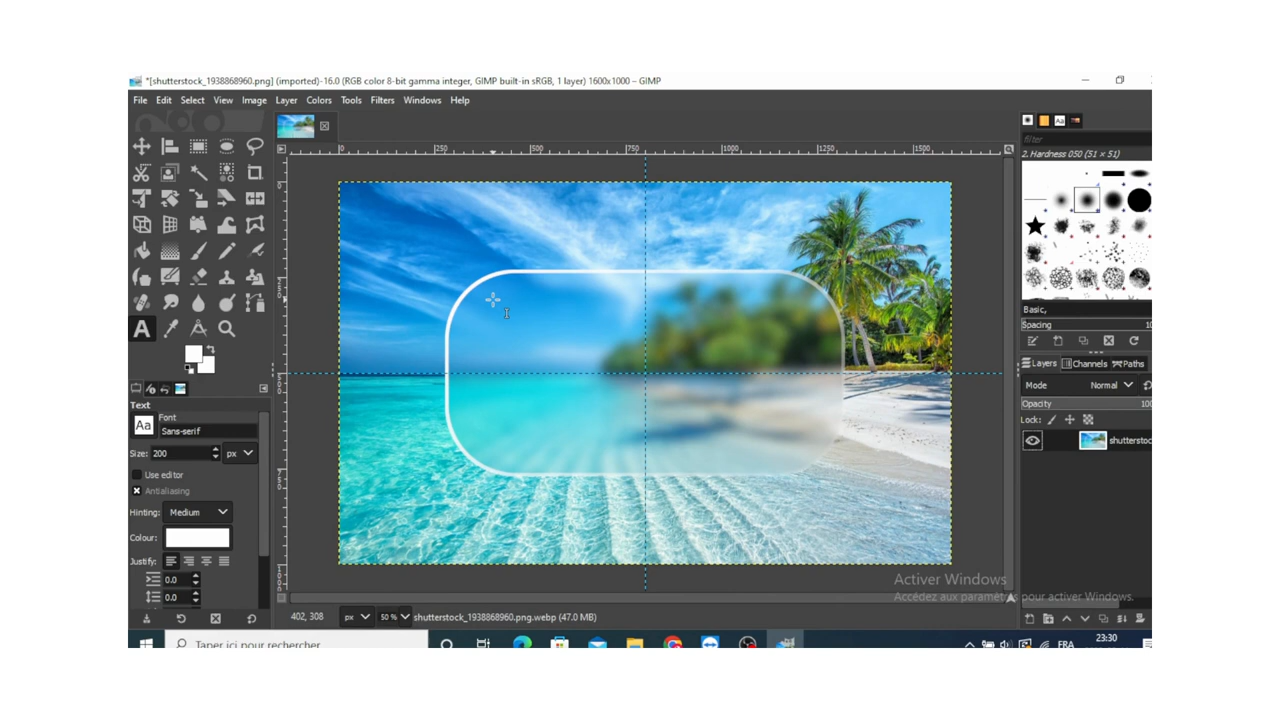 *[shutterstock_1938868960.png] (imported)-16.0 (RGB color 8-bit gamma integer, GIMP built-in sRGB, 1 layer) 1600x1000 – GIMP
File Edit Select View Image Layer Colors Tools Filters Windows Help
0 250 500 750 1000 1250 1500
filter
2. Hardness 050 (51 × 51)
Basic,
Spacing 10
Layers Channels Paths
Mode Normal
Opacity 100
Lock:
shutterstoc
Text
Font
Aa Sans-serif
Size: 200 px
Use editor
Antialiasing
Hinting: Medium
Colour:
Justify:
0.0
0.0
Activer Windows
Accédez aux paramètres pour activer Windows.
402, 308 px 50 % shutterstock_1938868960.png.webp (47.0 MB)
Taper ici pour rechercher
FRA
23:30